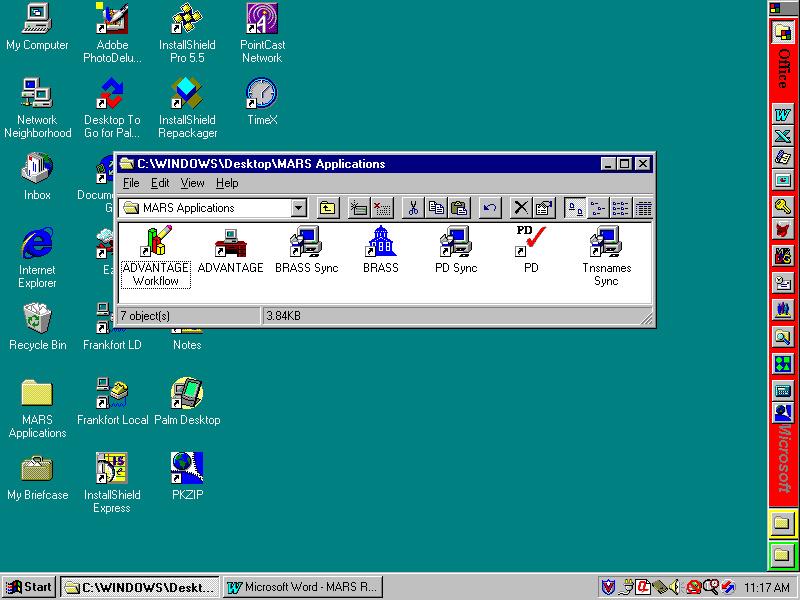 My Computer
Adobe
PhotoDelu...
InstallShield
Pro 5.5
PointCast
Network
Network
Neighborhood
Desktop To
Go for Pal...
InstallShield
Repackager
TimeX
Inbox
Docum
G
Internet
Explorer
Ea
Recycle Bin
Frankfort LD
Notes
MARS
Applications
Frankfort Local
Palm Desktop
My Briefcase
InstallShield
Express
PKZIP
C:\WINDOWS\Desktop\MARS Applications
File Edit View Help
MARS Applications
ADVANTAGE
Workflow
ADVANTAGE
BRASS Sync
BRASS
PD Sync
PD
PD
Tnsnames
Sync
7 object(s)
3.84KB
Office
Microsoft
Start
C:\WINDOWS\Deskt...
Microsoft Word - MARS R...
11:17 AM